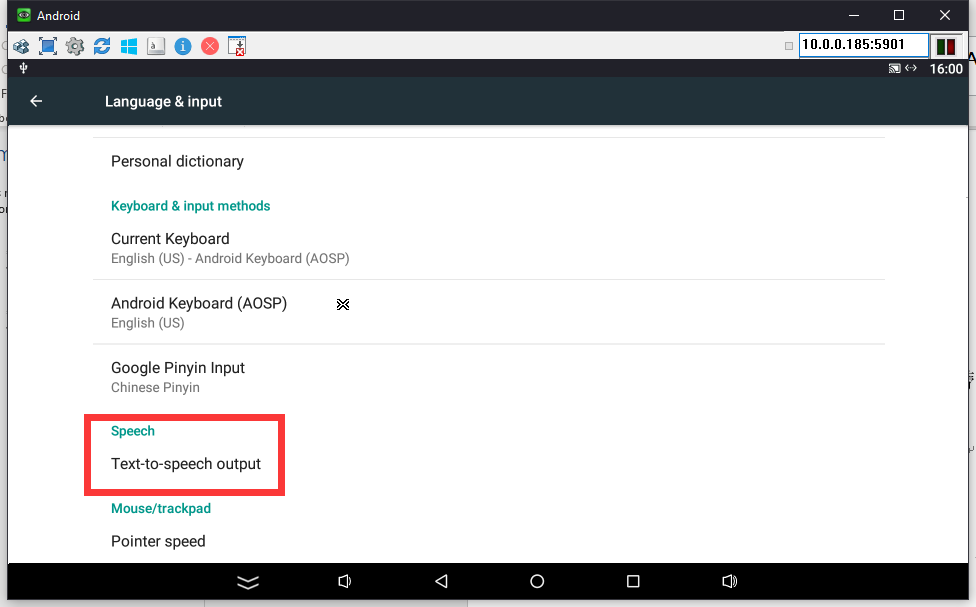 Android
10.0.0.185:5901
16:00
Language & input
Personal dictionary
Keyboard & input methods
Current Keyboard
English (US) - Android Keyboard (AOSP)
Android Keyboard (AOSP)
English (US)
Google Pinyin Input
Chinese Pinyin
Speech
Text-to-speech output
Mouse/trackpad
Pointer speed